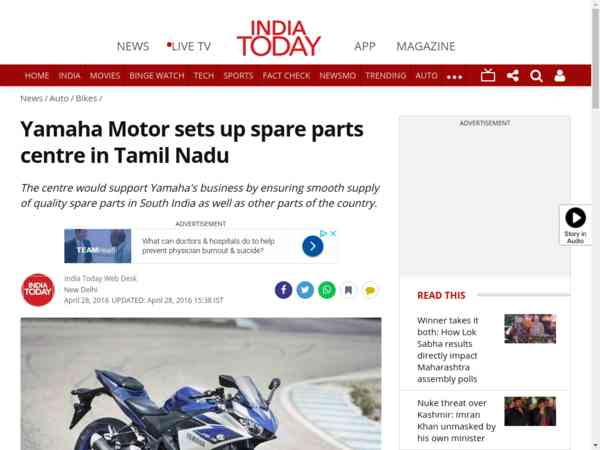 INDIA
TODAY
NEWS
LIVE TV
APP
MAGAZINE
HOME INDIA MOVIES BINGE WATCH TECH SPORTS FACT CHECK NEWSMO TRENDING AUTO
News / Auto / Bikes /
Yamaha Motor sets up spare parts
centre in Tamil Nadu
The centre would support Yamaha's business by ensuring smooth supply
of quality spare parts in South India as well as other parts of the country.
ADVERTISEMENT
TEAMHealth
What can doctors & hospitals do to help
prevent physician burnout & suicide?
INDIA
TODAY
India Today Web Desk
New Delhi
April 28, 2016 UPDATED: April 28, 2016 15:38 IST
YAMAHA
ADVERTISEMENT
Story in
Audio
READ THIS
Winner takes it
both: How Lok
Sabha results
directly impact
Maharashtra
assembly polls
Nuke threat over
Kashmir: Imran
Khan unmasked by
his own minister